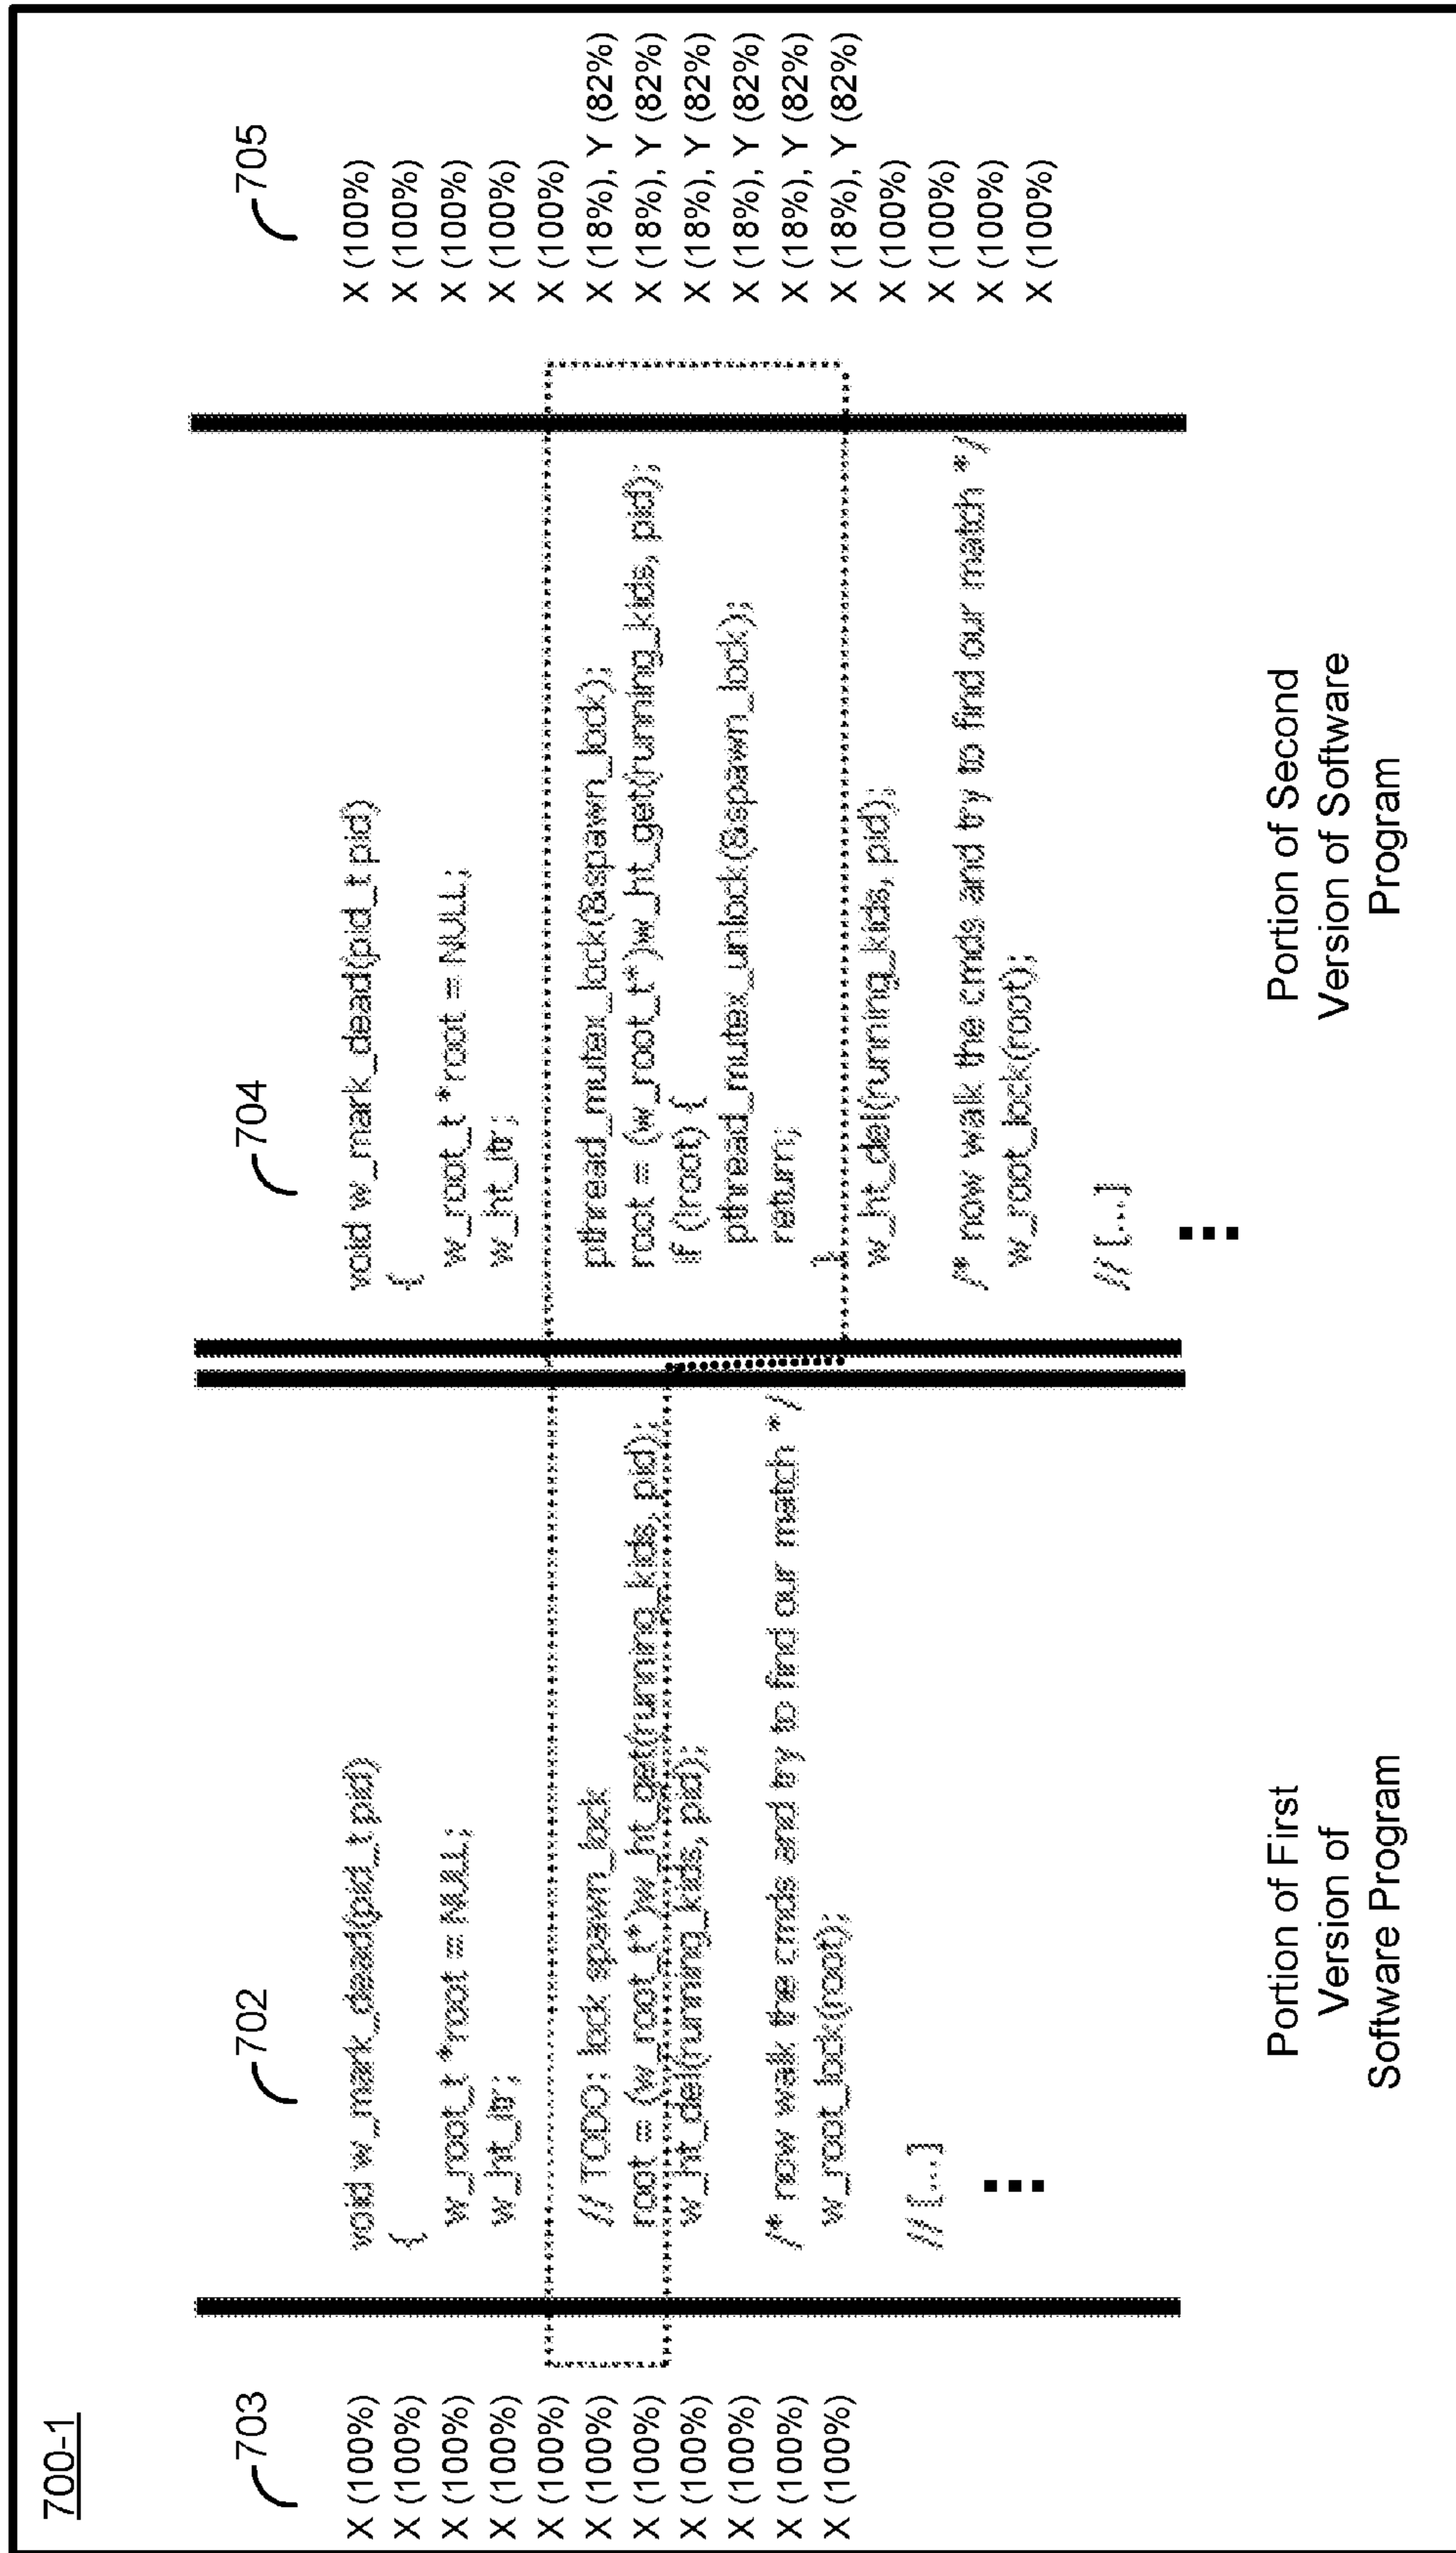 700-1
703
X (100%)
X (100%)
X (100%)
X (100%)
X (100%)
X (100%)
X (100%)
X (100%)
X (100%)
X (100%)
X (100%)
702
void w_mark_dead(pid_t pid)
{
w_root_t *root = NULL;
w_ht_itr;
// TODO: lock spawn_lock
root = (w_root_t*)w_ht_get(running_kids, pid);
w_ht_del(running_kids, pid);
/* now walk the cmds and try to find our match */
w_root_lock(root);
// [...]
Portion of First
Version of
Software Program
704
void w_mark_dead(pid_t pid)
{
w_root_t *root = NULL;
w_ht_itr;
pthread_mutex_lock(&spawn_lock);
root = (w_root_t*)w_ht_get(running_kids, pid);
if (!root) {
pthread_mutex_unlock(&spawn_lock);
return;
}
w_ht_del(running_kids, pid);
/* now walk the cmds and try to find our match */
w_root_lock(root);
// [...]
Portion of Second
Version of Software
Program
705
X (100%)
X (100%)
X (100%)
X (100%)
X (100%)
X (18%), Y (82%)
X (18%), Y (82%)
X (18%), Y (82%)
X (18%), Y (82%)
X (18%), Y (82%)
X (18%), Y (82%)
X (100%)
X (100%)
X (100%)
X (100%)